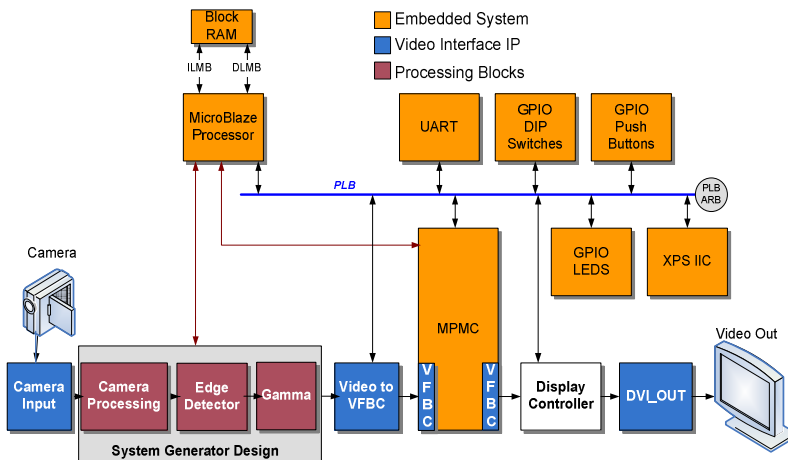 Block
RAM
ILMB
DLMB
MicroBlaze
Processor
Embedded System
Video Interface IP
Processing Blocks
UART
GPIO
DIP
Switches
GPIO
Push
Buttons
PLB
PLB
ARB
GPIO
LEDS
XPS IIC
MPMC
Camera
Video Out
Camera
Input
Camera
Processing
Edge
Detector
Gamma
Video to
VFBC
VFBC
VFBC
Display
Controller
DVI_OUT
System Generator Design